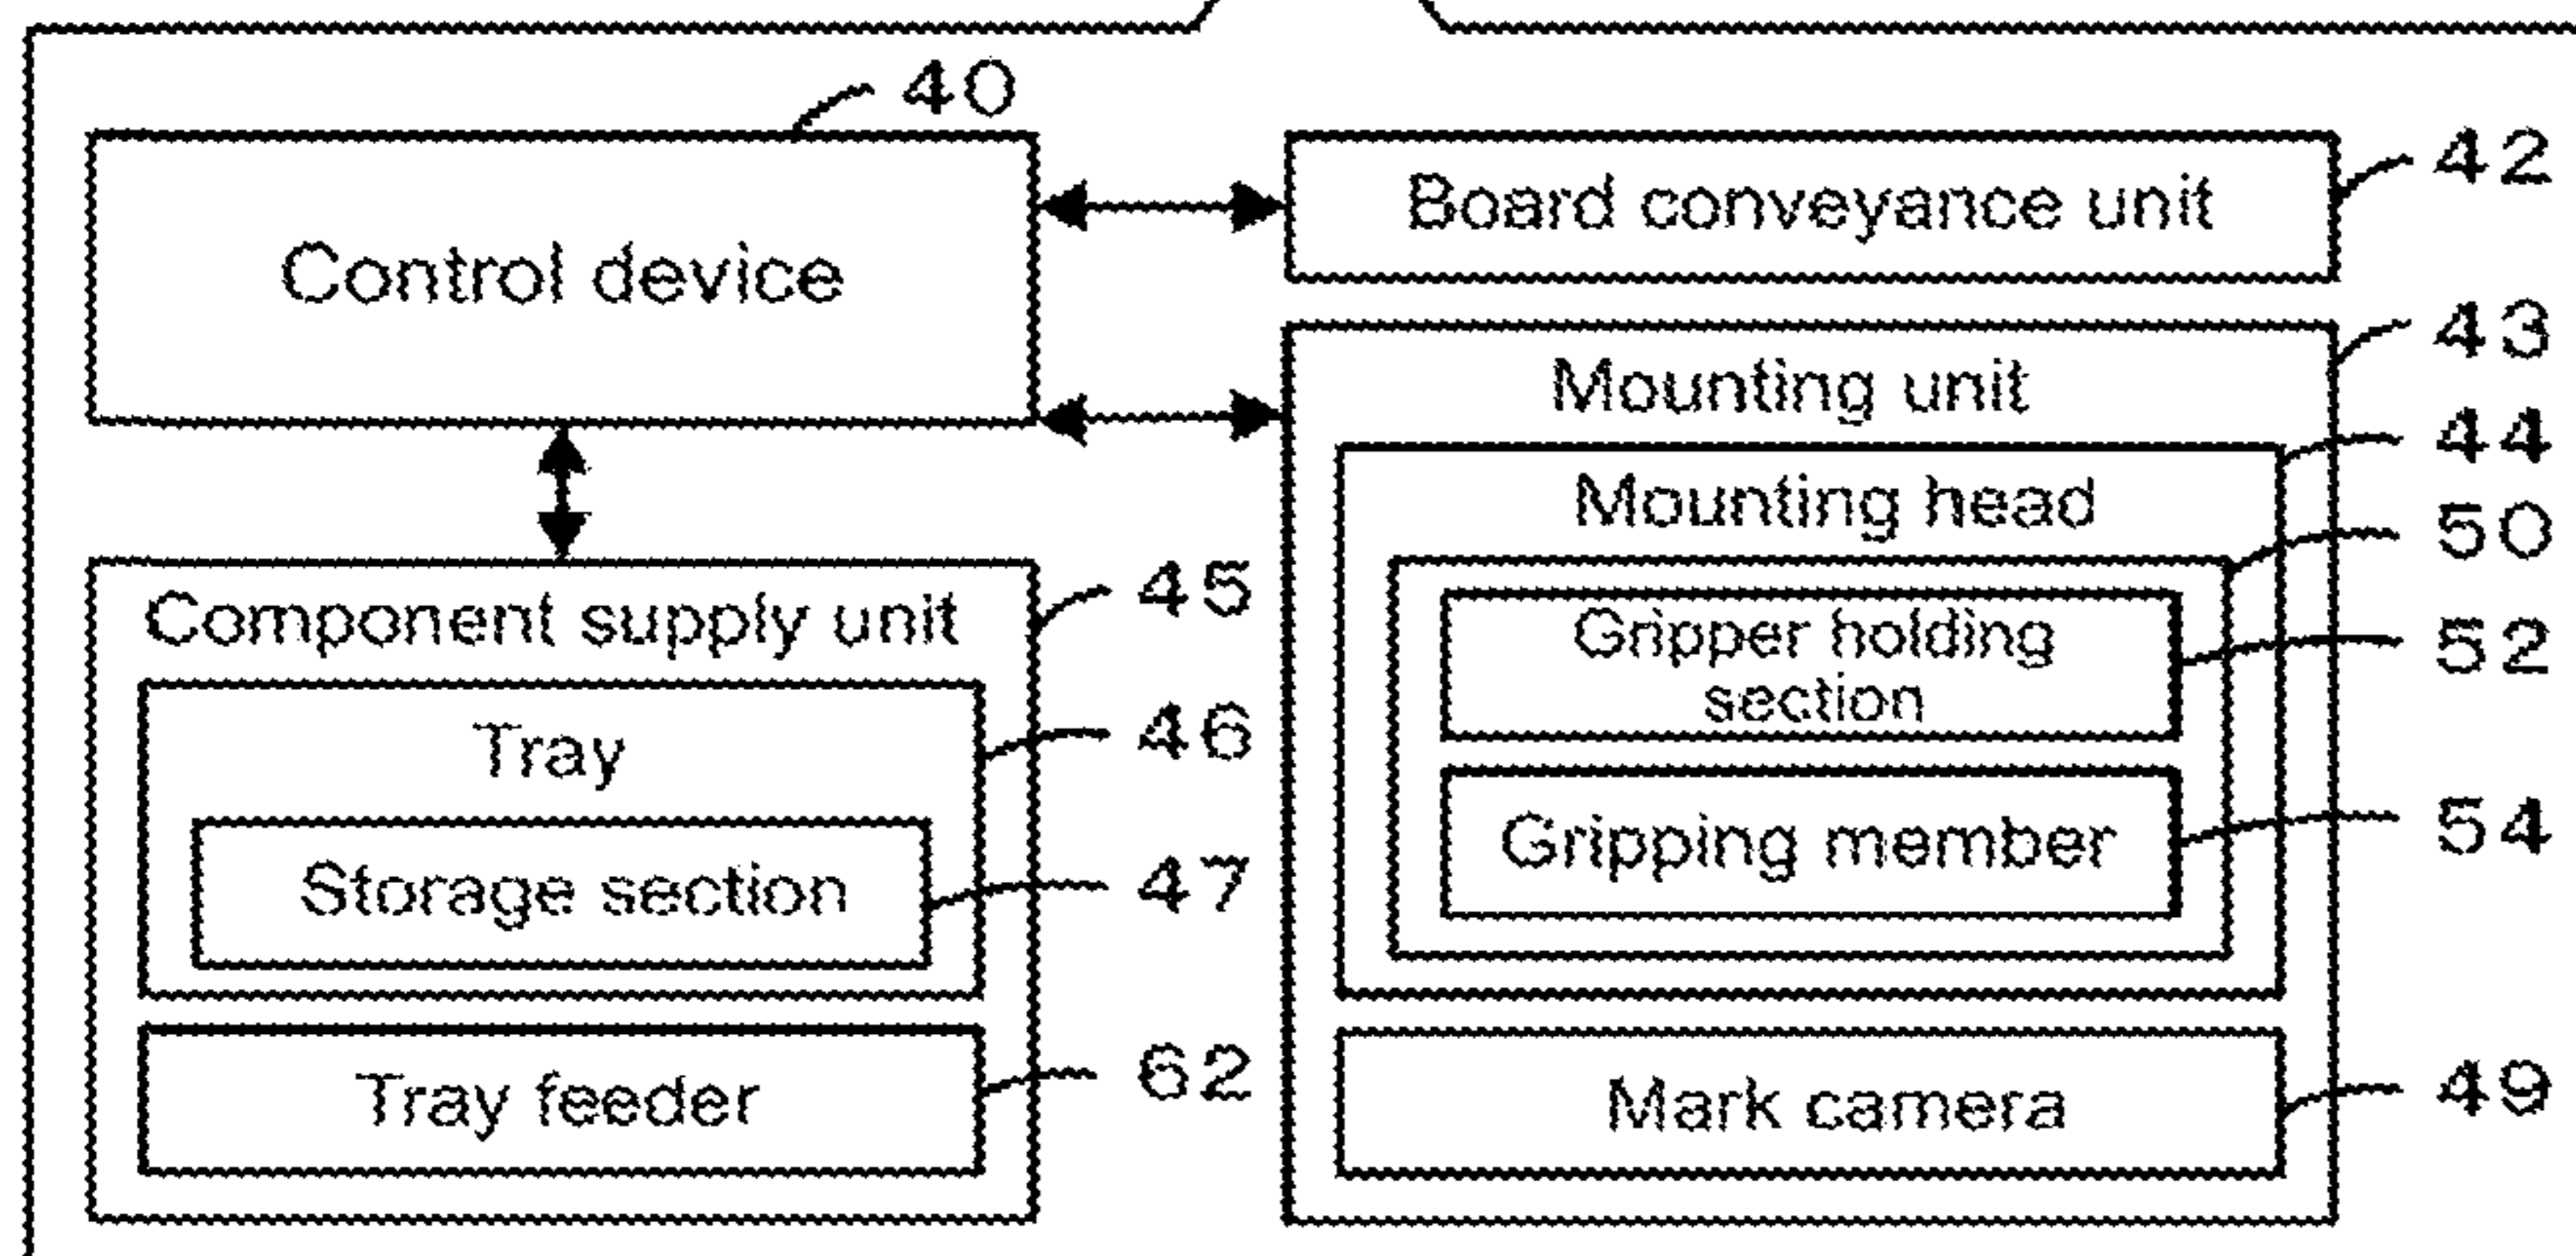 40
Control device
Board conveyance unit
42
Mounting unit
43
Mounting head
44
50
Gripper holding
section
52
Gripping member
54
Mark camera
49
Component supply unit
45
Tray
46
Storage section
47
Tray feeder
62